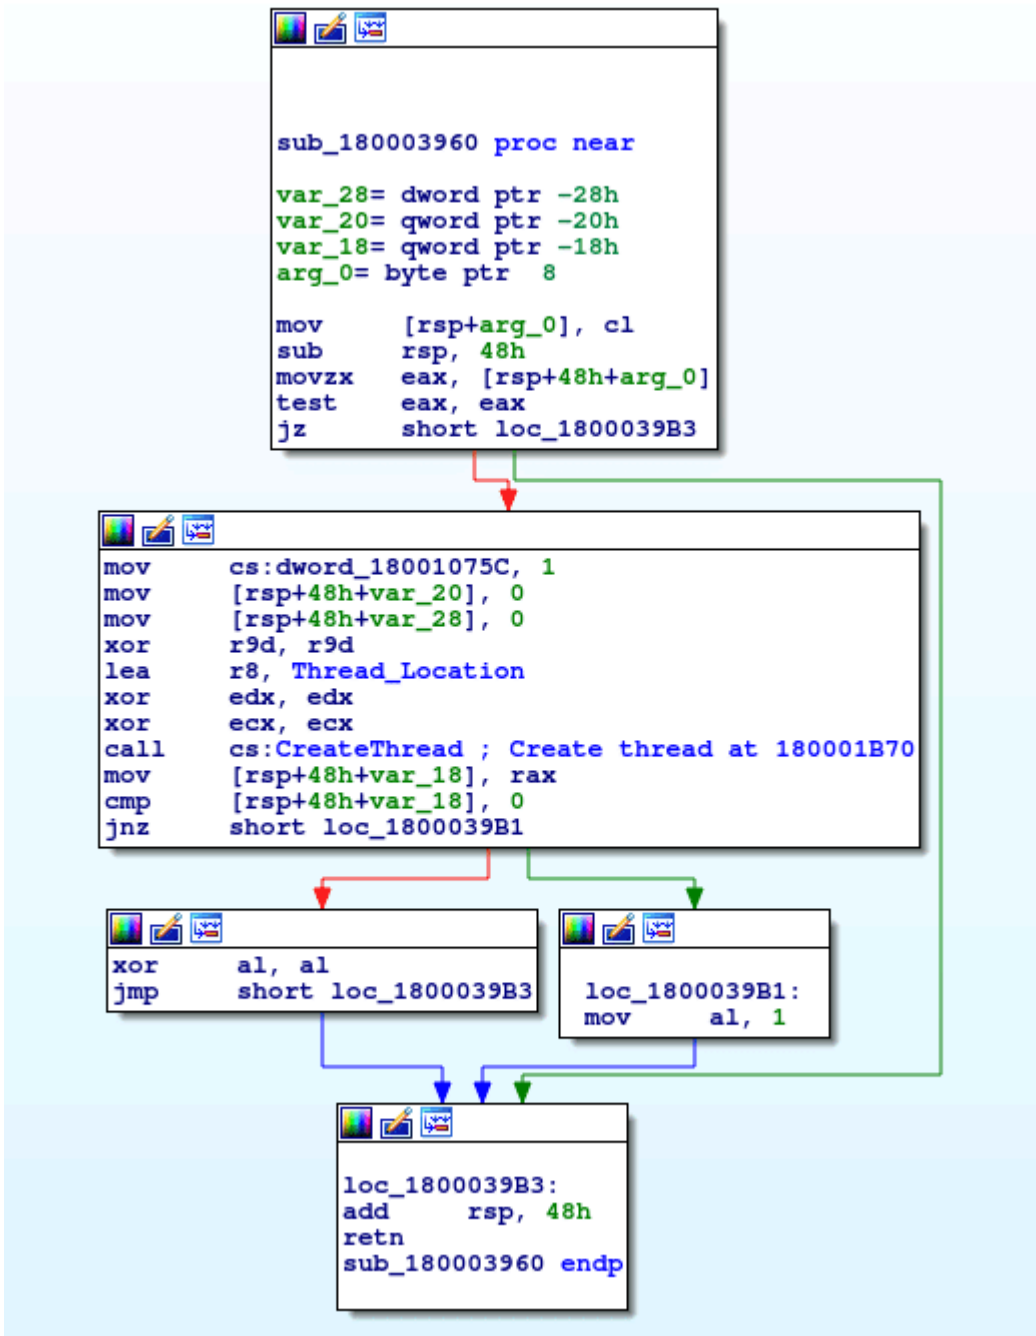 sub_180003960 proc near
var_28= dword ptr -28h
var_20= qword ptr -20h
var_18= qword ptr -18h
arg_0= byte ptr  8
mov     [rsp+arg_0], cl
sub     rsp, 48h
movzx   eax, [rsp+48h+arg_0]
test    eax, eax
jz      short loc_1800039B3
mov     cs:dword_18001075C, 1
mov     [rsp+48h+var_20], 0
mov     [rsp+48h+var_28], 0
xor     r9d, r9d
lea     r8, Thread_Location
xor     edx, edx
xor     ecx, ecx
call    cs:CreateThread ; Create thread at 180001B70
mov     [rsp+48h+var_18], rax
cmp     [rsp+48h+var_18], 0
jnz     short loc_1800039B1
xor     al, al
jmp     short loc_1800039B3
loc_1800039B1:
mov     al, 1
loc_1800039B3:
add     rsp, 48h
retn
sub_180003960 endp